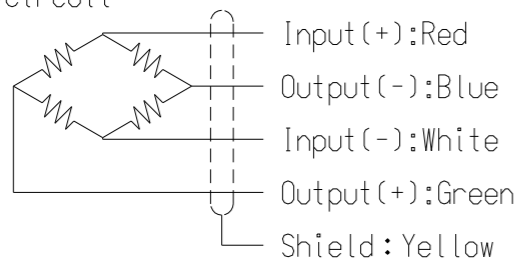 Input(+):Red
Output(-):Blue
Input(-):White
Output(+):Green
Shield:Yellow